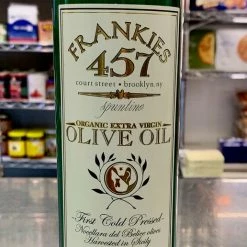 FRANKIES
457
court street • brooklyn, ny
Spuntino
ORGANIC EXTRA VIRGIN
OLIVE OIL
First Cold Pressed
Nocellara del Belice olives
Harvested in Sicily